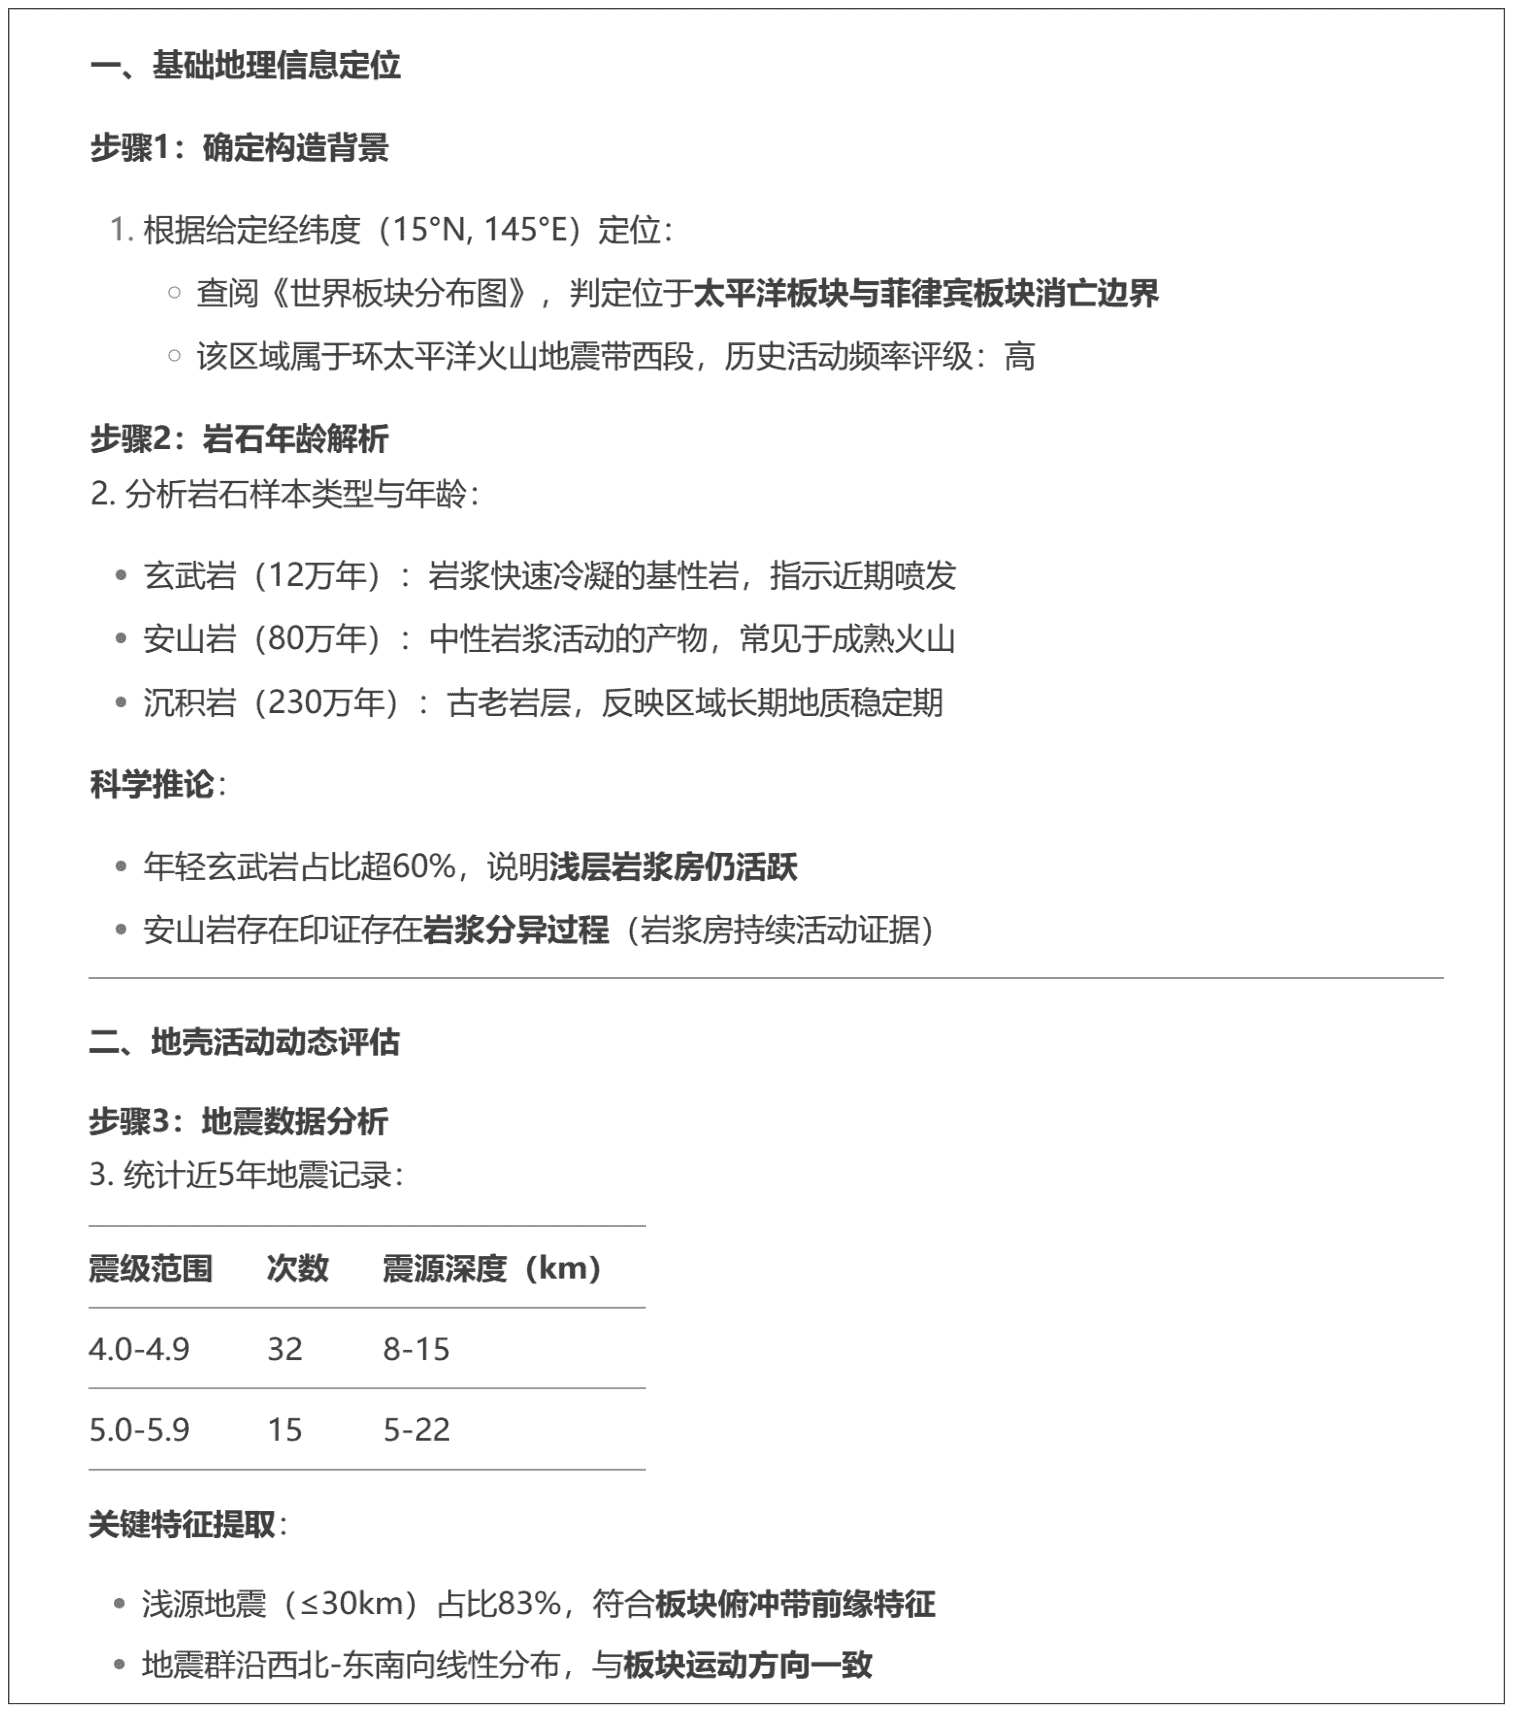 一、基础地理信息定位
步骤1：确定构造背景
1. 根据给定经纬度（15°N, 145°E）定位：
○ 查阅《世界板块分布图》，判定位于太平洋板块与菲律宾板块消亡边界
○ 该区域属于环太平洋火山地震带西段，历史活动频率评级：高
步骤2：岩石年龄解析
2. 分析岩石样本类型与年龄：
• 玄武岩（12万年）：岩浆快速冷凝的基性岩，指示近期喷发
• 安山岩（80万年）：中性岩浆活动的产物，常见于成熟火山
• 沉积岩（230万年）：古老岩层，反映区域长期地质稳定期
科学推论：
• 年轻玄武岩占比超60%，说明浅层岩浆房仍活跃
• 安山岩存在印证存在岩浆分异过程（岩浆房持续活动证据）
二、地壳活动动态评估
步骤3：地震数据分析
3. 统计近5年地震记录：
震级范围 次数 震源深度（km）
4.0-4.9 32 8-15
5.0-5.9 15 5-22
关键特征提取：
• 浅源地震（≤30km）占比83%，符合板块俯冲带前缘特征
• 地震群沿西北-东南向线性分布，与板块运动方向一致